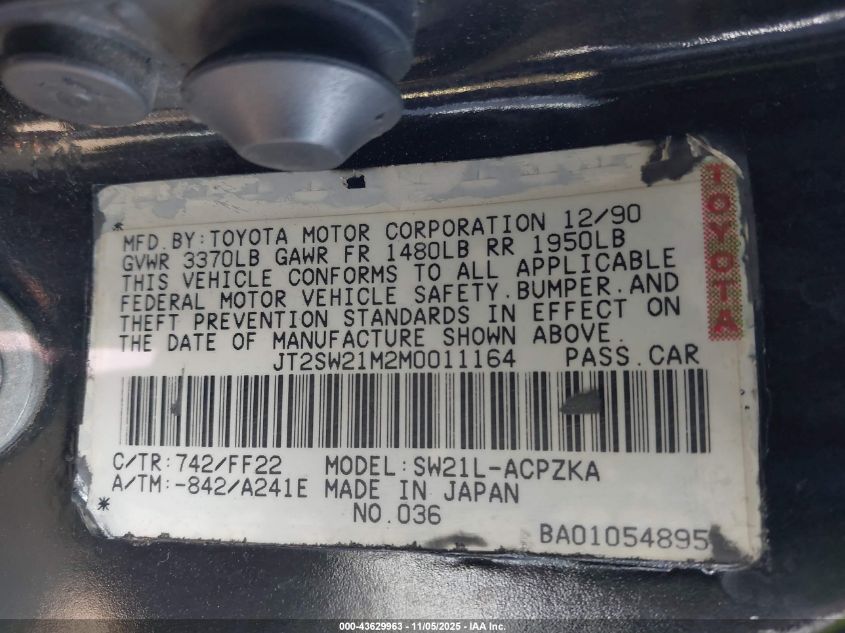 MFD.BY:TOYOTA MOTOR CORPORATION 12/90
GVWR 3370LB GAWR FR 1480LB RR 1950LB
THIS VEHICLE CONFORMS TO ALL APPLICABLE
FEDERAL MOTOR VEHICLE SAFETY.BUMPER.AND
THEFT PREVENTION STANDARDS IN EFFECT ON
THE DATE OF MANUFACTURE SHOWN ABOVE.
JT2SW21M2M0011164 PASS.CAR
C/TR:742/FF22 MODEL:SW21L-ACPZKA
A/TM:-842/A241E MADE IN JAPAN
NO.036
BA01054895
TOYOTA
000-43629963 - 11/05/2025 - IAA Inc.